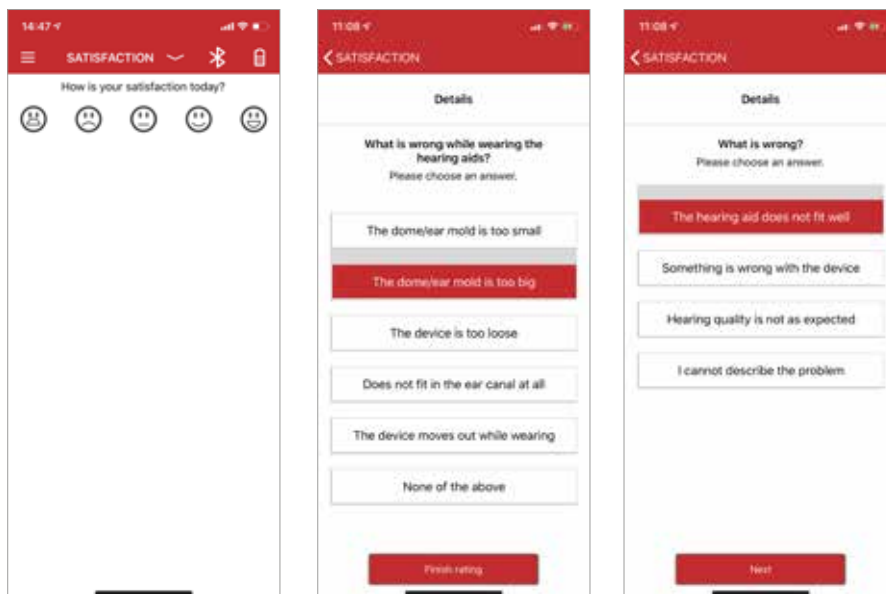 14:47
SATISFACTION
How is your satisfaction today?
11:08
SATISFACTION
Details
What is wrong while wearing the
hearing aids?
Please choose an answer.
The dome/ear mold is too small
The dome/ear mold is too big
The device is too loose
Does not fit in the ear canal at all
The device moves out while wearing
None of the above
Finish rating
11:08
SATISFACTION
Details
What is wrong?
Please choose an answer.
The hearing aid does not fit well
Something is wrong with the device
Hearing quality is not as expected
I cannot describe the problem
Next